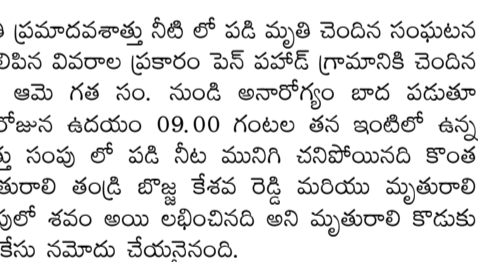 ప్రమాదవశాత్తు నీటి లో పడి మృతి చెందిన సంఘటన
లిపిన వివరాల ప్రకారం పెన్ పహాడ్ గ్రామానికి చెందిన
ఆమె గత సం. నుండి అనారోగ్యం బాద పడుతూ
రోజున ఉదయం 09.00 గంటల తన ఇంటిలో ఉన్న
త్తు సంపు లో పడి నీట మునిగి చనిపోయినది కొంత
తురాలి తండ్రి బొజ్జ కేశవ రెడ్డి మరియు మృతురాలి
పులో శవం అయి లభించినది అని మృతురాలి కొడుకు
కేసు నమోదు చేయనైనంది.